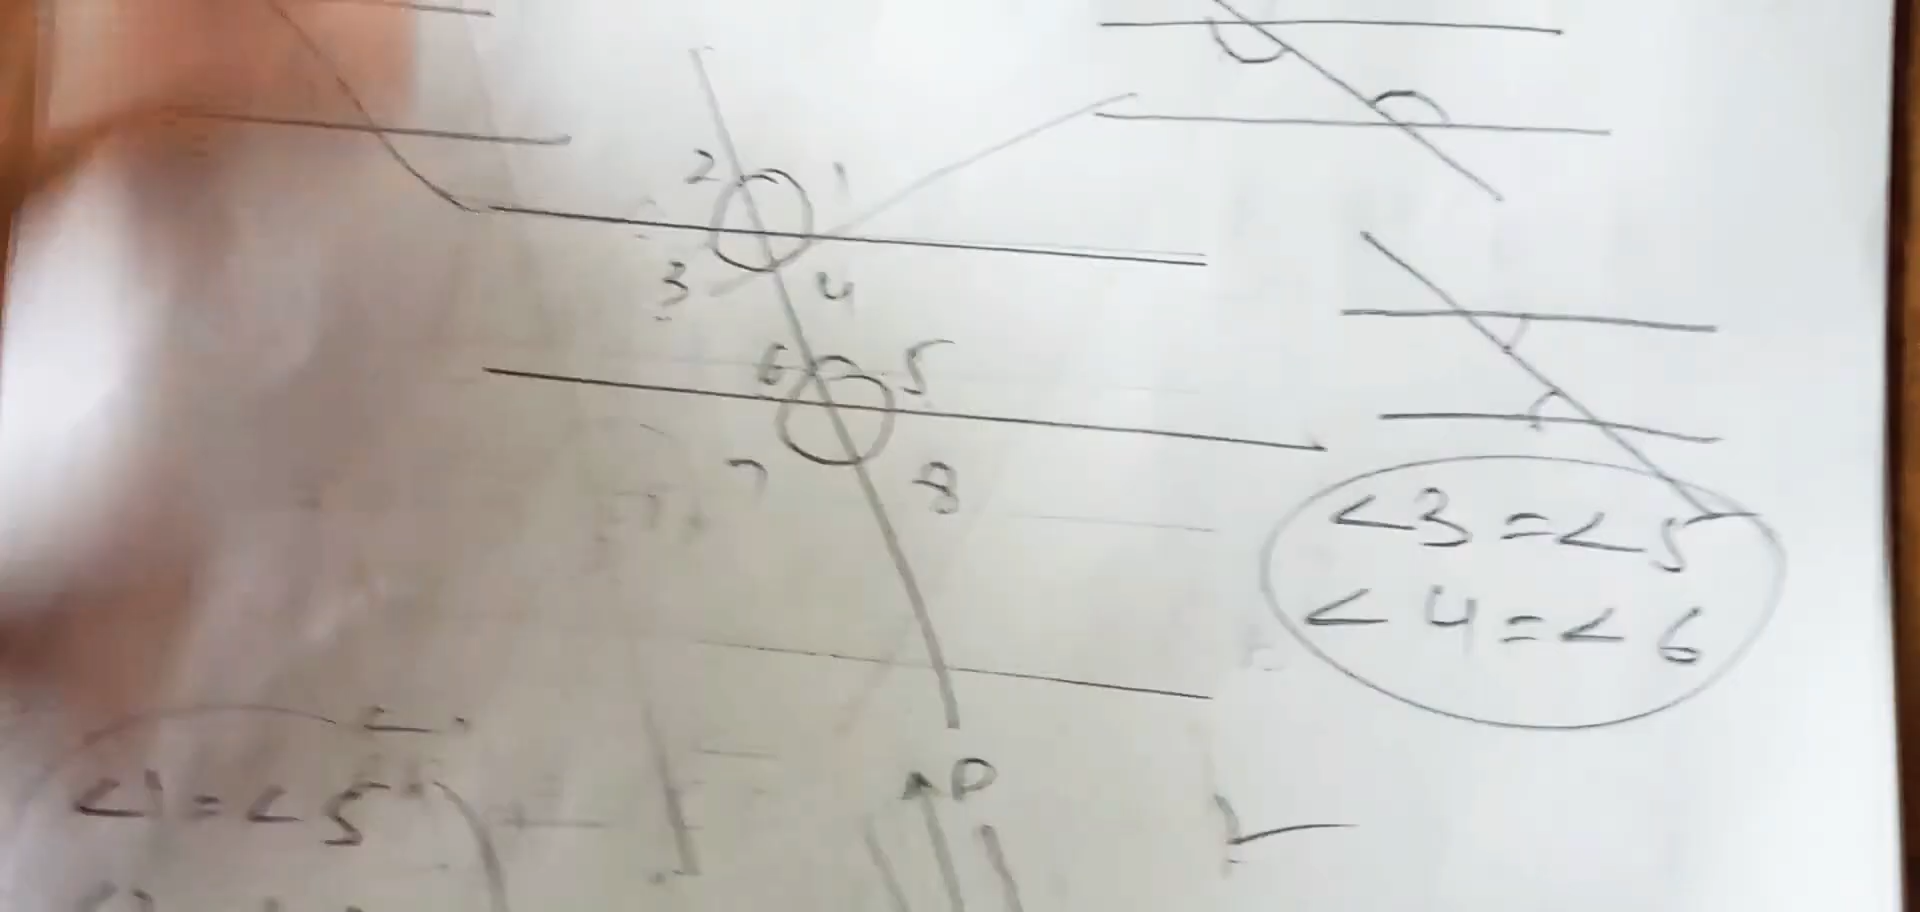 2 1
3 4
6 5
7 8
<3 = <5
<4 = <6
P
<1 = <5